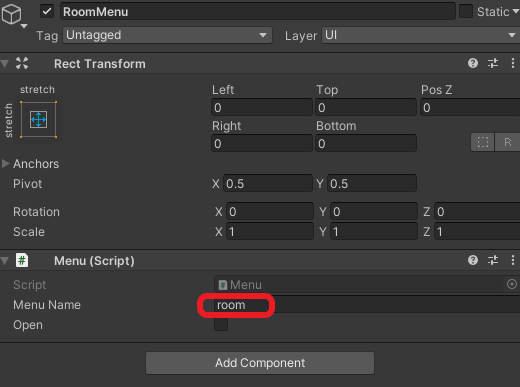 RoomMenu Static
Tag Untagged Layer UI
Rect Transform
stretch Left Top Pos Z
stretch 0 0 0
Right Bottom
0 0 R
Anchors
Pivot X 0.5 Y 0.5
Rotation X 0 Y 0 Z 0
Scale X 1 Y 1 Z 1
# Menu (Script)
Script # Menu
Menu Name room
Open
Add Component